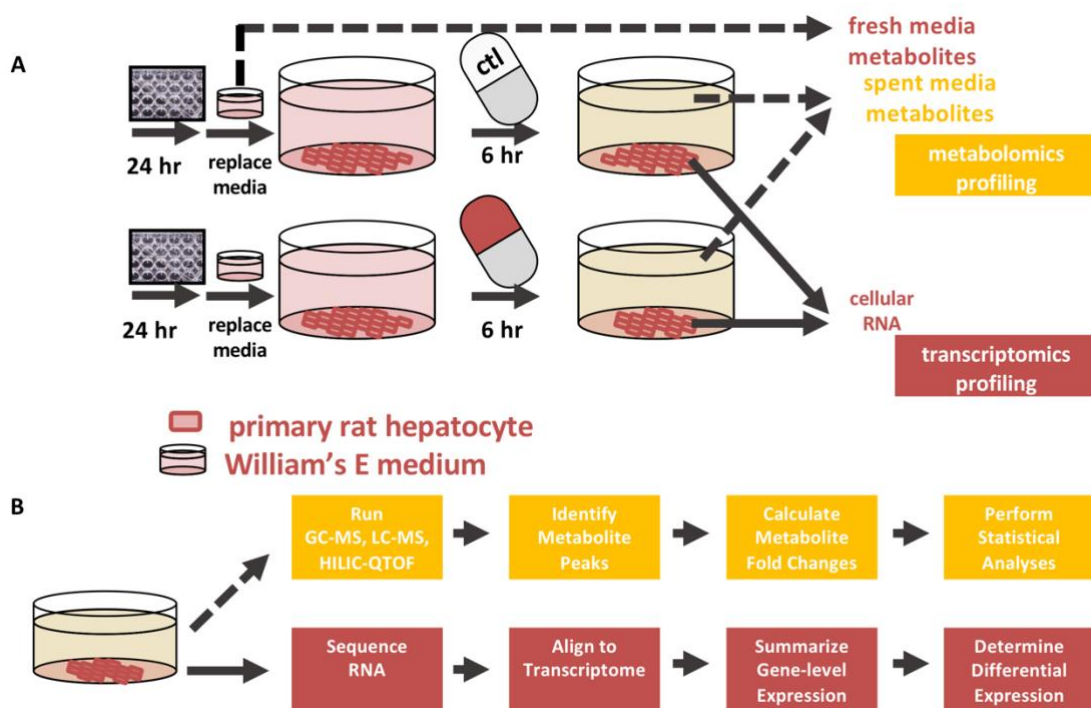 A
fresh media
metabolites
ctl
spent media
metabolites
24 hr
replace
media
6 hr
metabolomics
profiling
24 hr
replace
media
6 hr
cellular
RNA
transcriptomics
profiling
primary rat hepatocyte
William's E medium
B
Run
GC-MS, LC-MS,
HILIC-QTOF
Identify
Metabolite
Peaks
Calculate
Metabolite
Fold Changes
Perform
Statistical
Analyses
Sequence
RNA
Align to
Transcriptome
Summarize
Gene-level
Expression
Determine
Differential
Expression